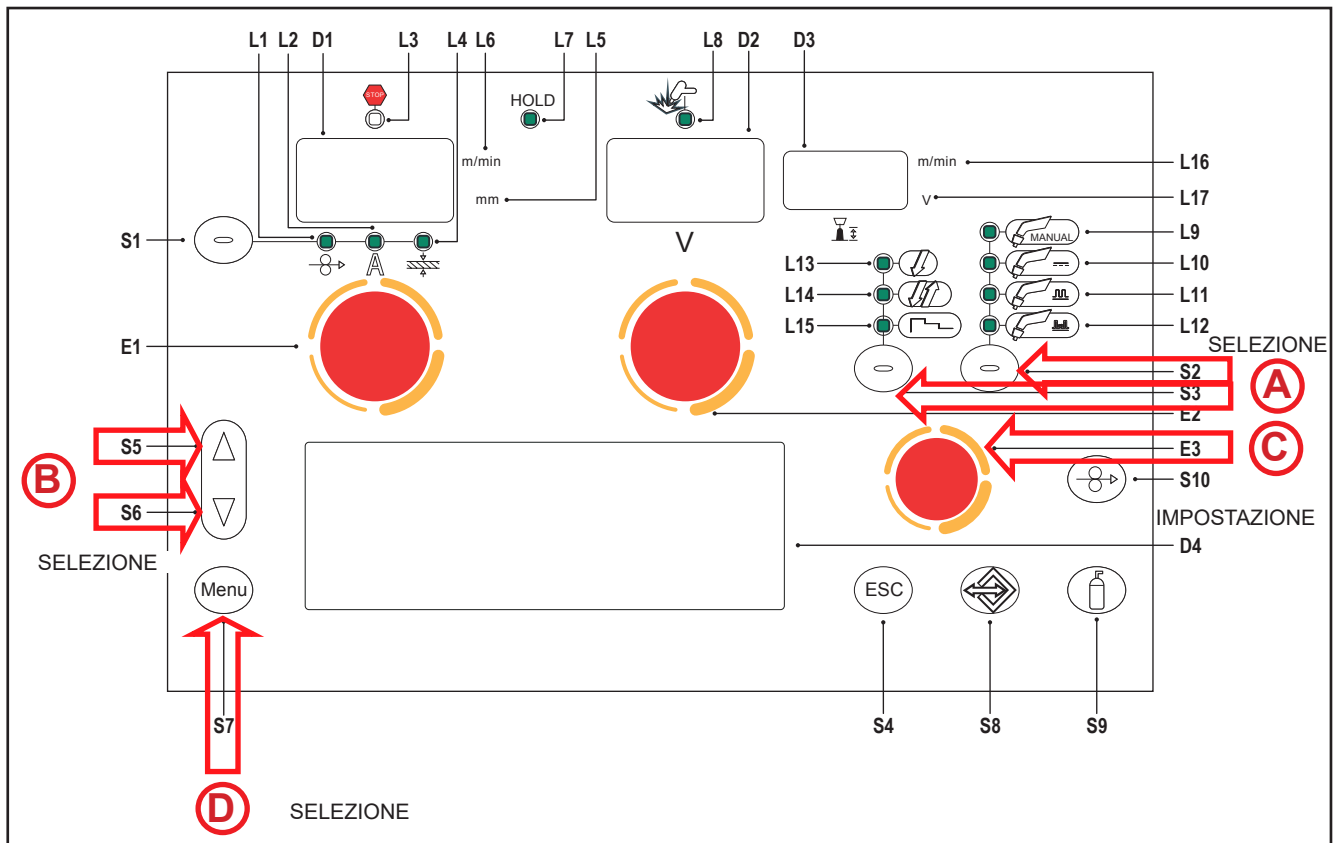 L1 L2 D1 L3 L4 L6 L7 L5 L8 D2 D3
STOP
HOLD
m/min
m/min L16
mm
V L17
S1
A
V
MANUAL L9
L13 L10
L14 L11
L15 L12
SELEZIONE
E1
S2
A
S3
E2
S5
E3
C
B
S10
S6
IMPOSTAZIONE
D4
SELEZIONE
Menu
ESC
S7
S4 S8 S9
D
SELEZIONE